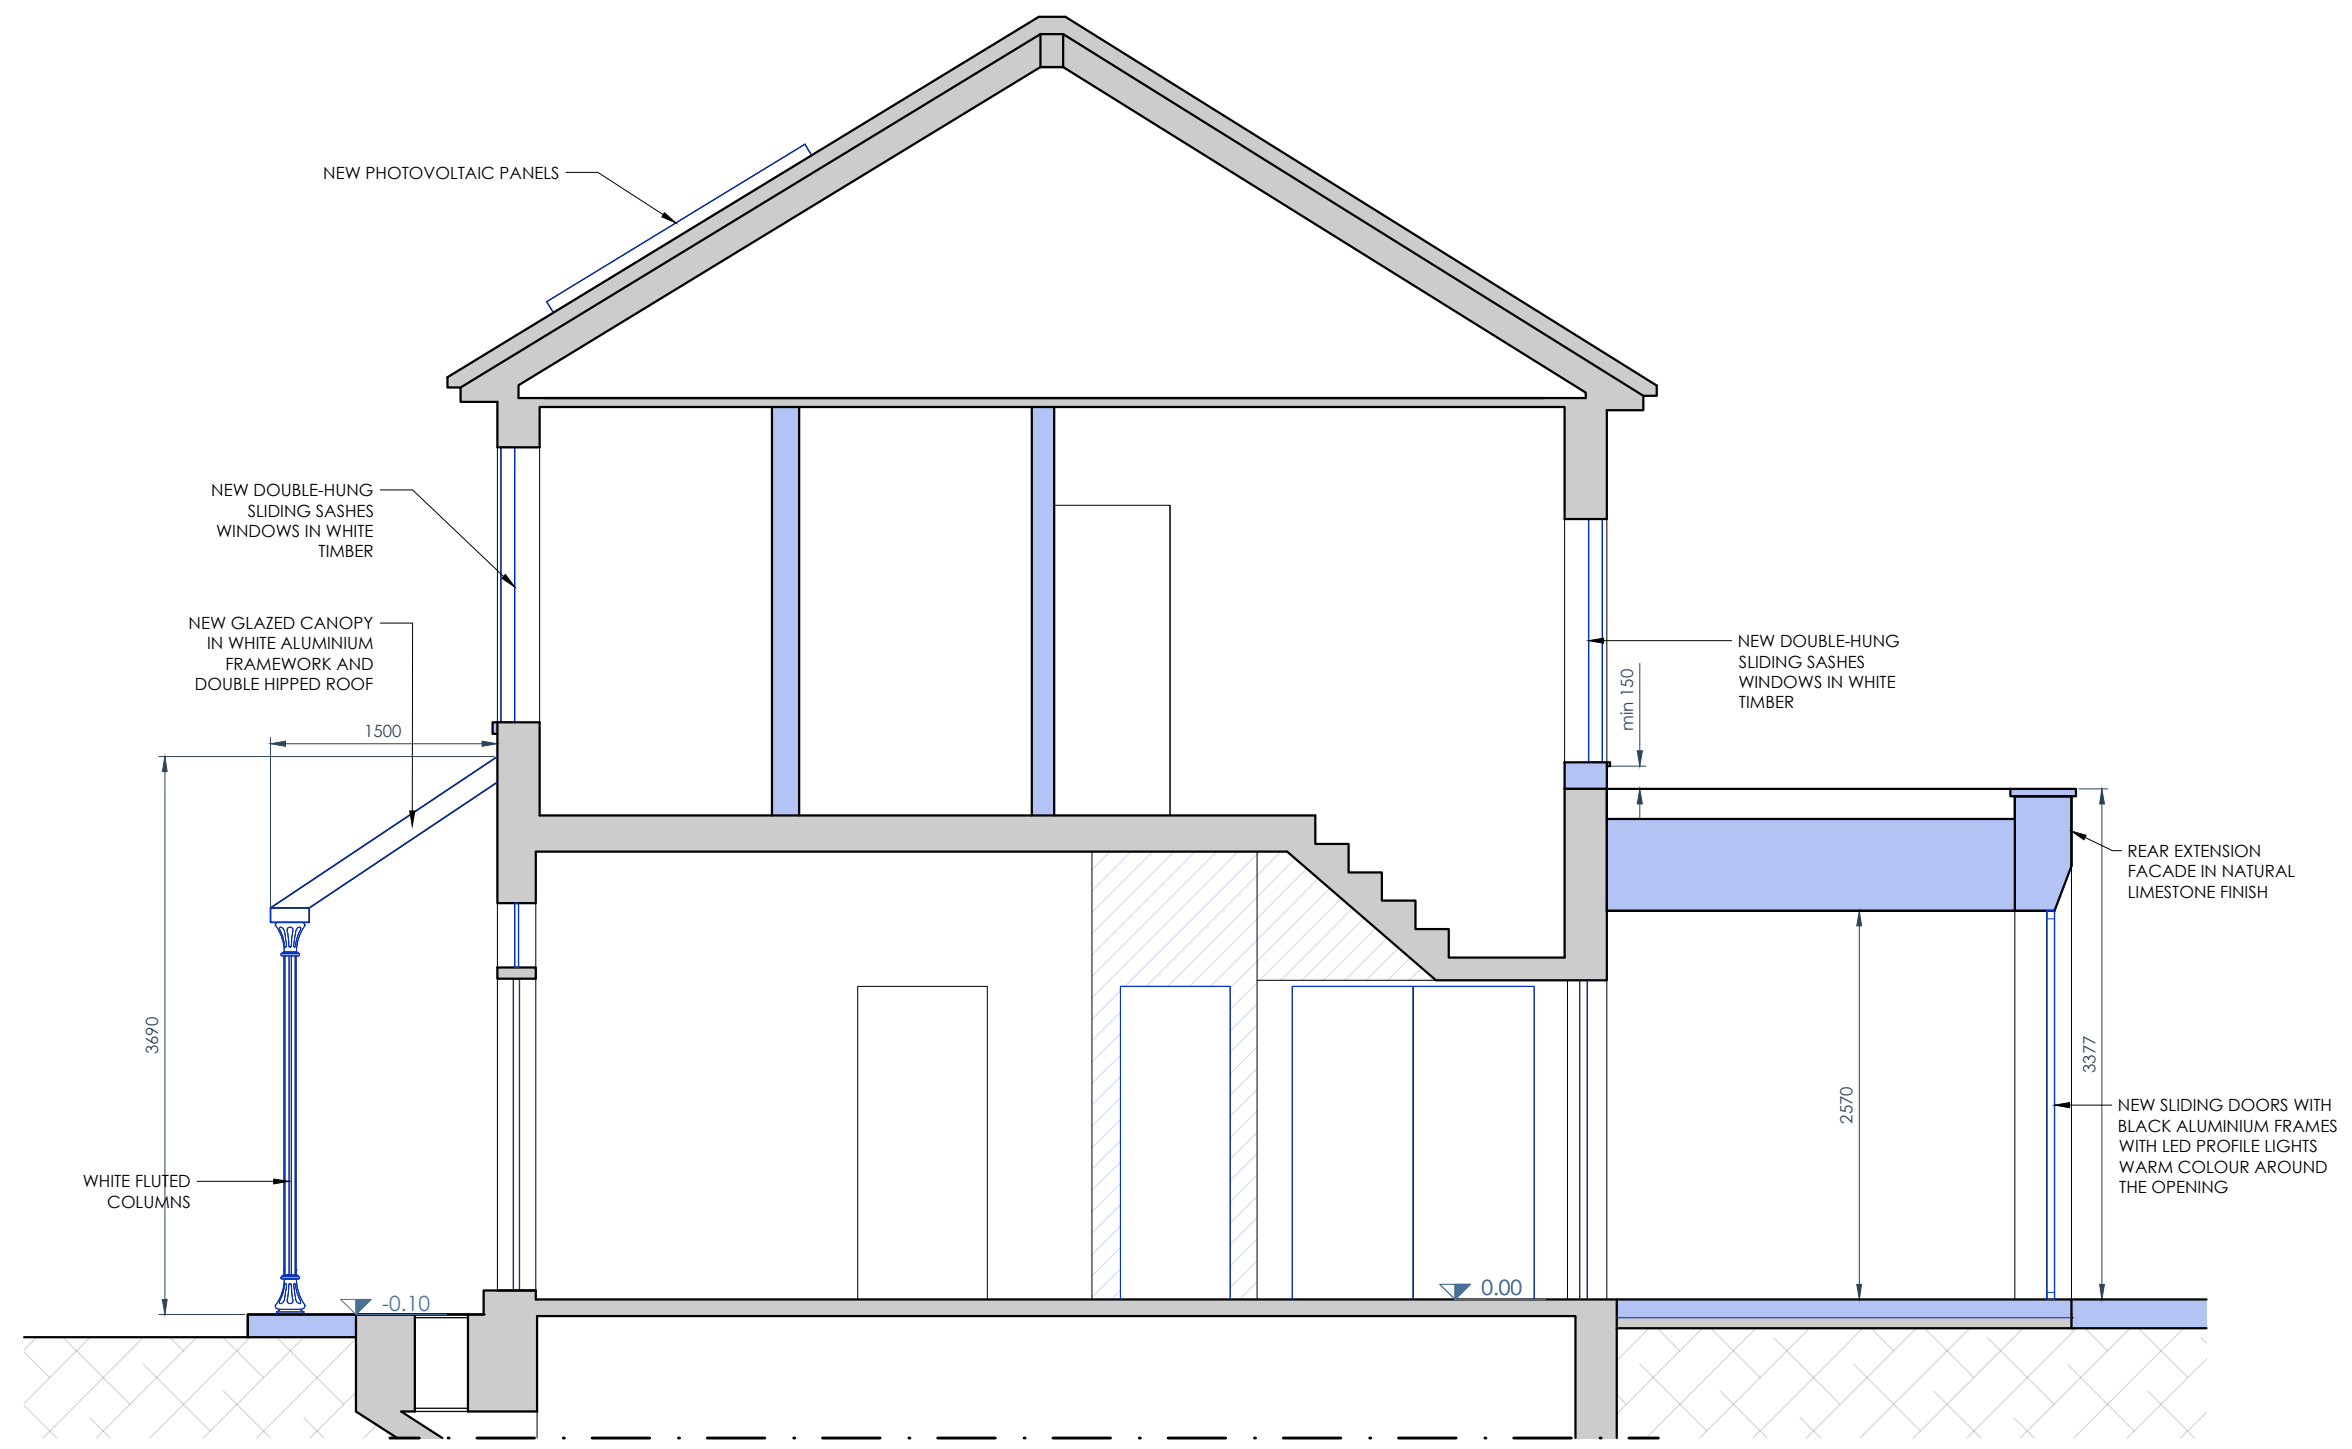 NEW PHOTOVOLTAIC PANELS
NEW DOUBLE-HUNG
SLIDING SASHES
WINDOWS IN WHITE
TIMBER
NEW GLAZED CANOPY
IN WHITE ALUMINIUM
FRAMEWORK AND
DOUBLE HIPPED ROOF
1500
3690
WHITE FLUTED
COLUMNS
-0.10
0.00
NEW DOUBLE-HUNG
SLIDING SASHES
WINDOWS IN WHITE
TIMBER
min 150
REAR EXTENSION
FACADE IN NATURAL
LIMESTONE FINISH
3377
2570
NEW SLIDING DOORS WITH
BLACK ALUMINIUM FRAMES
WITH LED PROFILE LIGHTS
WARM COLOUR AROUND
THE OPENING